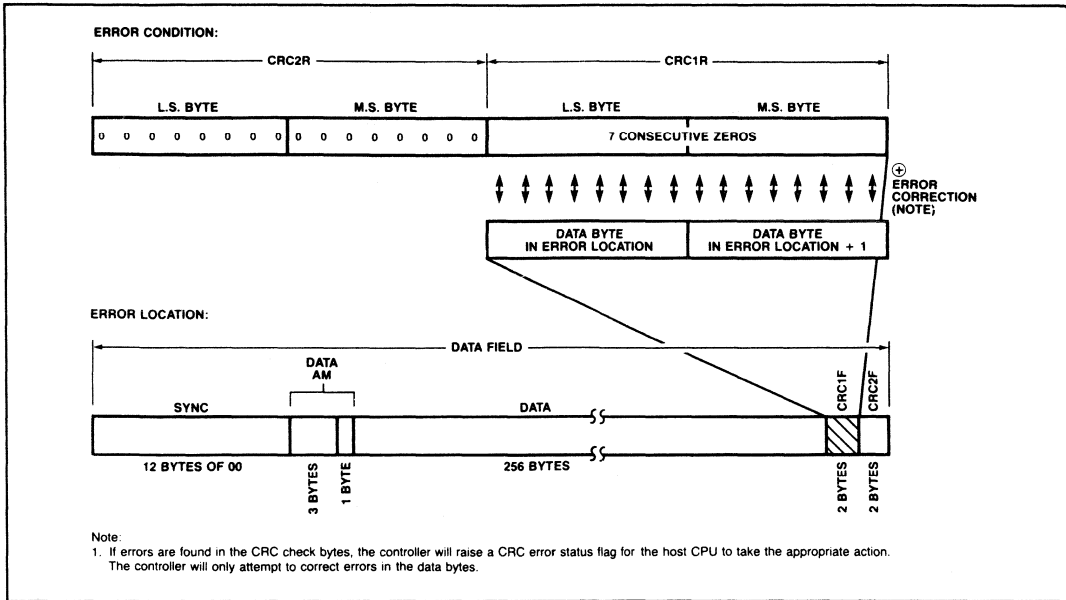 ERROR CONDITION:
CRC2R
CRC1R
L.S. BYTE
M.S. BYTE
L.S. BYTE
M.S. BYTE
0 0 0 0 0 0 0 0
0 0 0 0 0 0 0 0
7 CONSECUTIVE ZEROS
⊕
ERROR
CORRECTION
(NOTE)
DATA BYTE
IN ERROR LOCATION
DATA BYTE
IN ERROR LOCATION + 1
ERROR LOCATION:
DATA FIELD
DATA
AM
SYNC
DATA
CRC1F
CRC2F
12 BYTES OF 00
3 BYTES
1 BYTE
256 BYTES
2 BYTES
2 BYTES
Note:
1. If errors are found in the CRC check bytes, the controller will raise a CRC error status flag for the host CPU to take the appropriate action.
The controller will only attempt to correct errors in the data bytes.